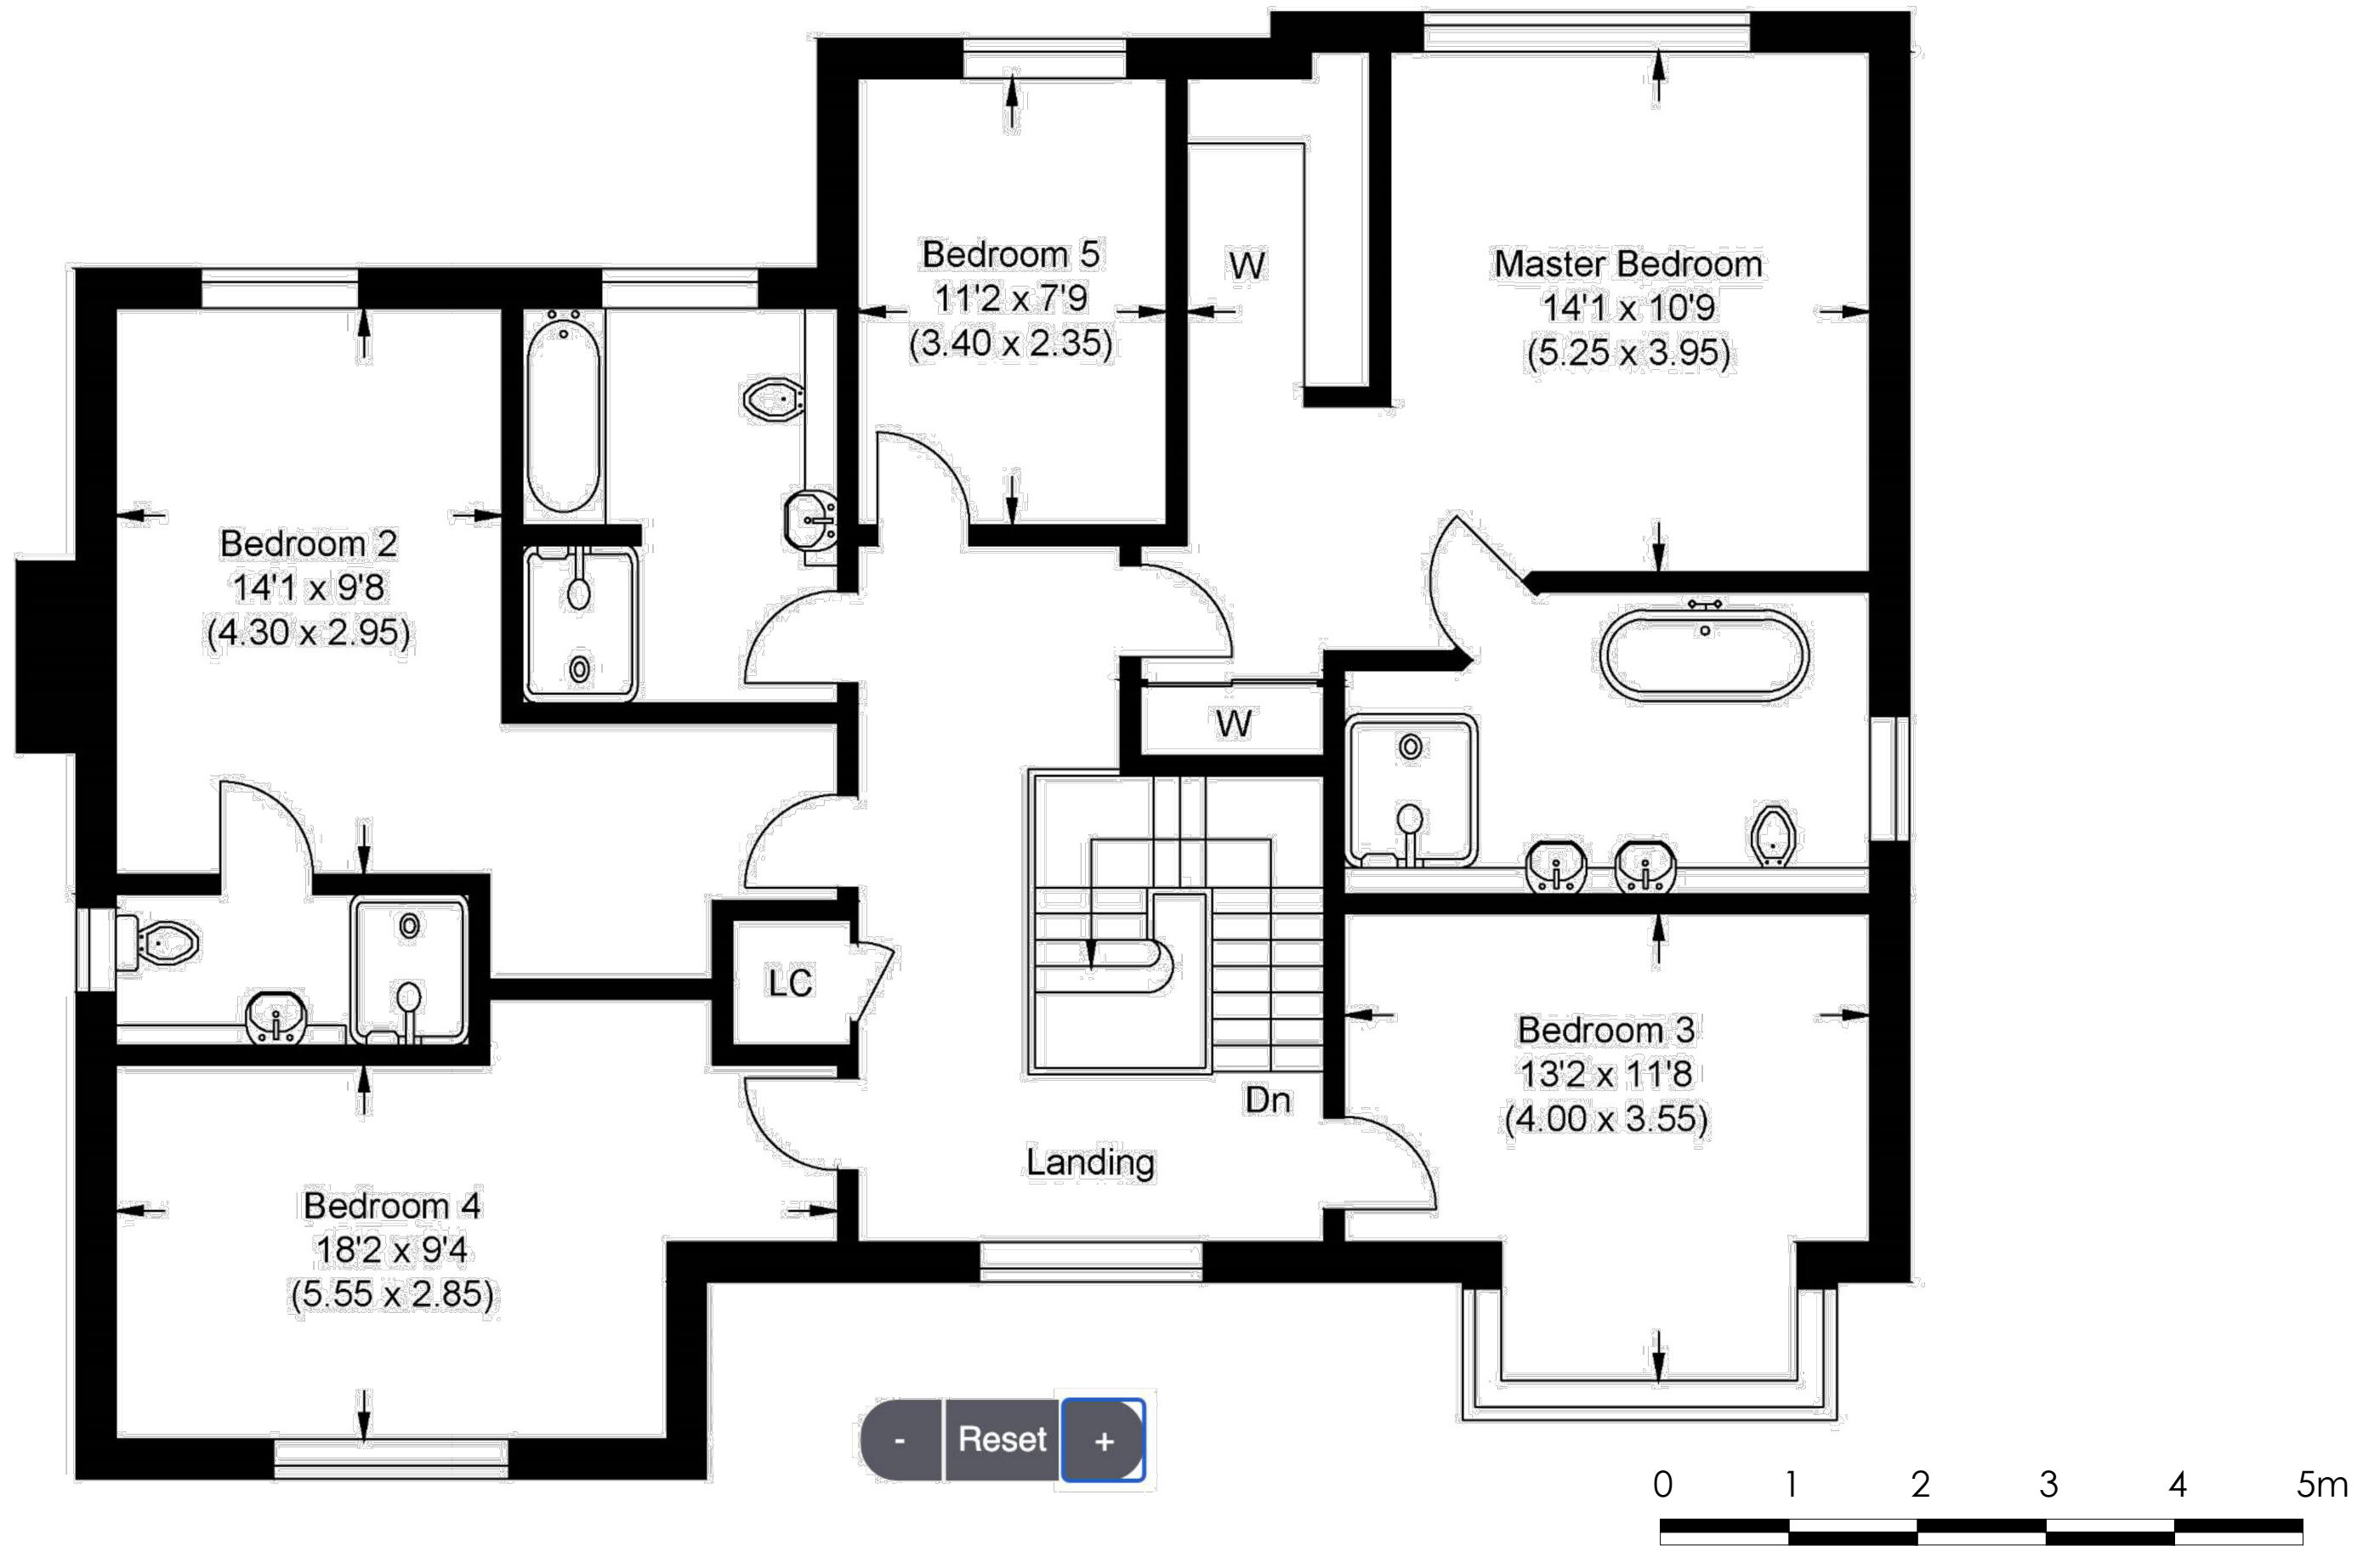 Bedroom 5
11'2 x 7'9
(3.40 x 2.35)
W
Master Bedroom
14'1 x 10'9
(5.25 x 3.95)
Bedroom 2
14'1 x 9'8
(4.30 x 2.95)
W
LC
Bedroom 3
13'2 x 11'8
(4.00 x 3.55)
Dn
Landing
Bedroom 4
18'2 x 9'4
(5.55 x 2.85)
- Reset +
0 1 2 3 4 5m